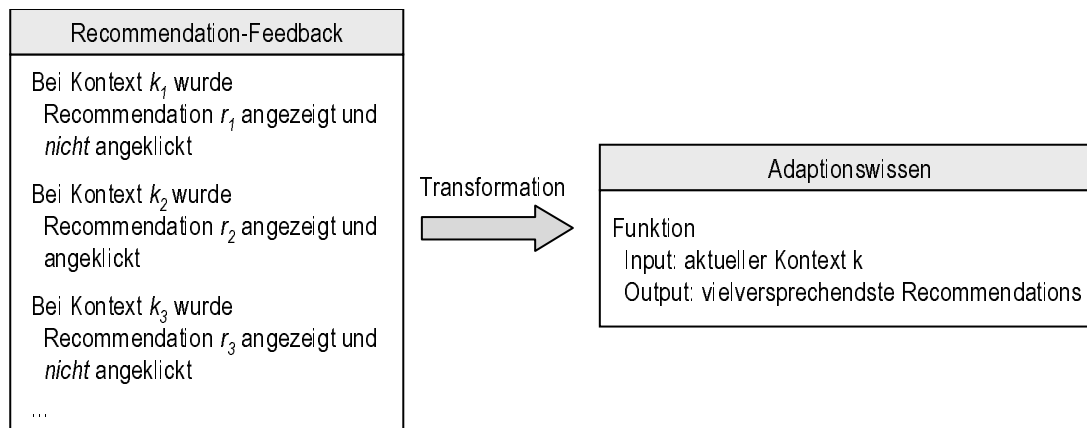 Recommendation-Feedback
Bei Kontext k1 wurde
Recommendation r1 angezeigt und
nicht angeklickt
Bei Kontext k2 wurde
Recommendation r2 angezeigt und
angeklickt
Bei Kontext k3 wurde
Recommendation r3 angezeigt und
nicht angeklickt
...
Transformation
Adaptionswissen
Funktion
Input: aktueller Kontext k
Output: vielversprechendste Recommendations